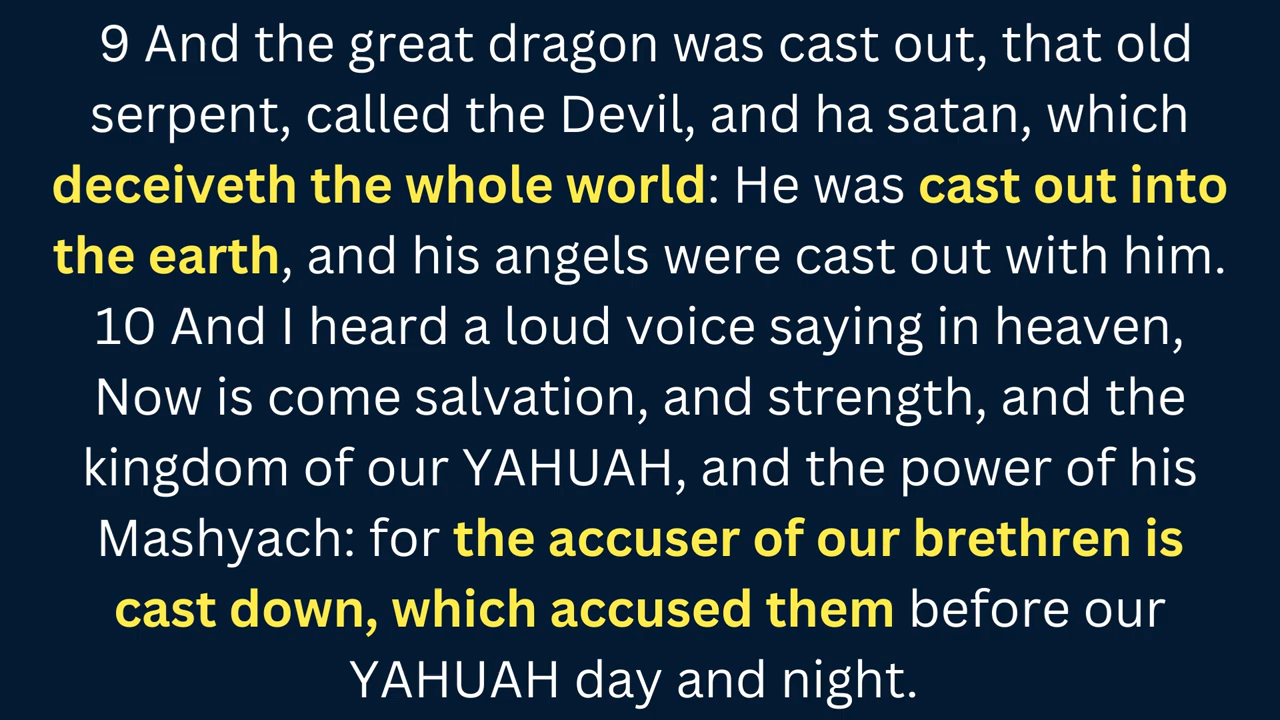 9 And the great dragon was cast out, that old
serpent, called the Devil, and ha satan, which
deceiveth the whole world: He was cast out into
the earth, and his angels were cast out with him.
10 And I heard a loud voice saying in heaven,
Now is come salvation, and strength, and the
kingdom of our YAHUAH, and the power of his
Mashyach: for the accuser of our brethren is
cast down, which accused them before our
YAHUAH day and night.